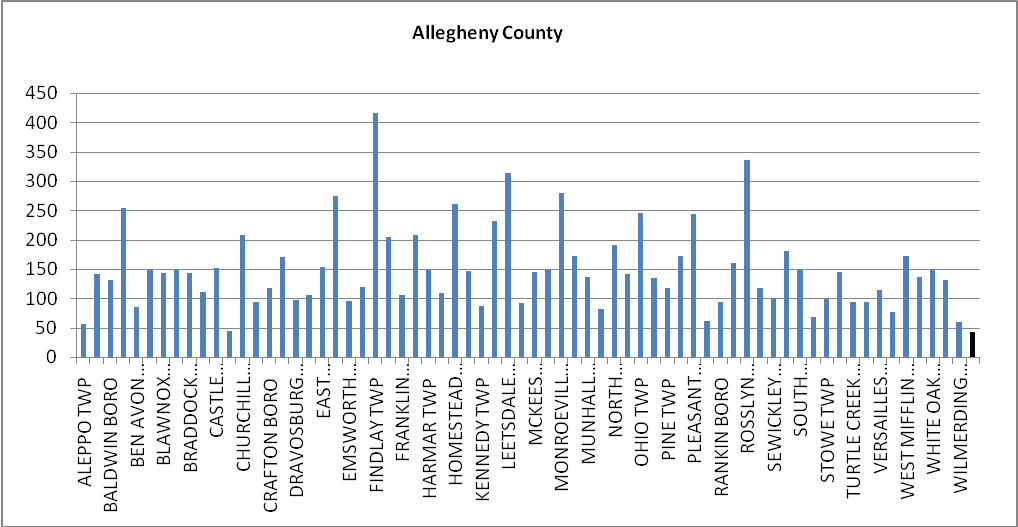 Allegheny County
450
400
350
300
250
200
150
100
50
0
ALEPPO TWP
BALDWIN BORO
BEN AVON...
BLAWNOX...
BRADDOCK...
CASTLE...
CHURCHILL...
CRAFTON BORO
DRAVOSBURG...
EAST...
EMSWORTH...
FINDLAY TWP
FRANKLIN...
HARMAR TWP
HOMESTEAD...
KENNEDY TWP
LEETSDALE...
MCKEES...
MONROEVILL...
MUNHALL...
NORTH...
OHIO TWP
PINE TWP
PLEASANT...
RANKIN BORO
ROSSLYN...
SEWICKLEY...
SOUTH...
STOWE TWP
TURTLE CREEK...
VERSAILLES...
WEST MIFFLIN...
WHITE OAK...
WILMERDING...